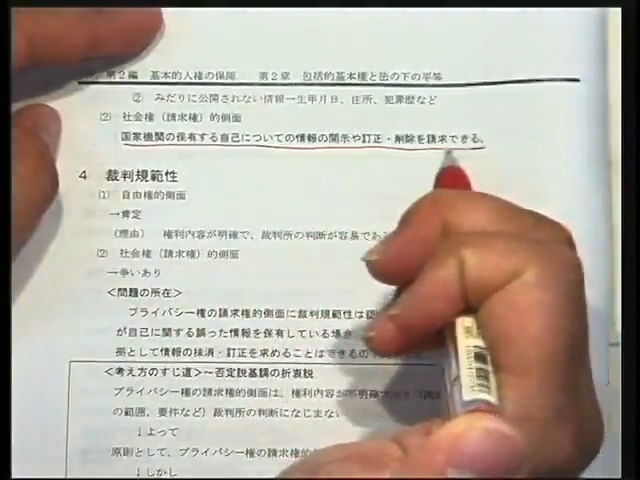 第2編 基本的人権の保障 第2章 包括的基本権と法の下の平等
② みだりに公開されない情報ー生年月日、住所、犯罪歴など
(2) 社会権（請求権）的側面
国家機関の保有する自己についての情報の開示や訂正・削除を請求できる。
4 裁判規範性
(1) 自由権的側面
→肯定
（理由） 権利内容が明確で、裁判所の判断が容易であ
(2) 社会権（請求権）的側面
→争いあり
＜問題の所在＞
プライバシー権の請求権的側面に裁判規範性は認
が自己に関する誤った情報を保有している場合
拠として情報の抹消・訂正を求めることはできるの
＜考え方のすじ道＞～否定説基調の折衷説
プライバシー権の請求権的側面は、権利内容が不明確であり
の範囲、要件など）裁判所の判断になじまな
↓よって
原則として、プライバシー権の請求権的
↓しかし